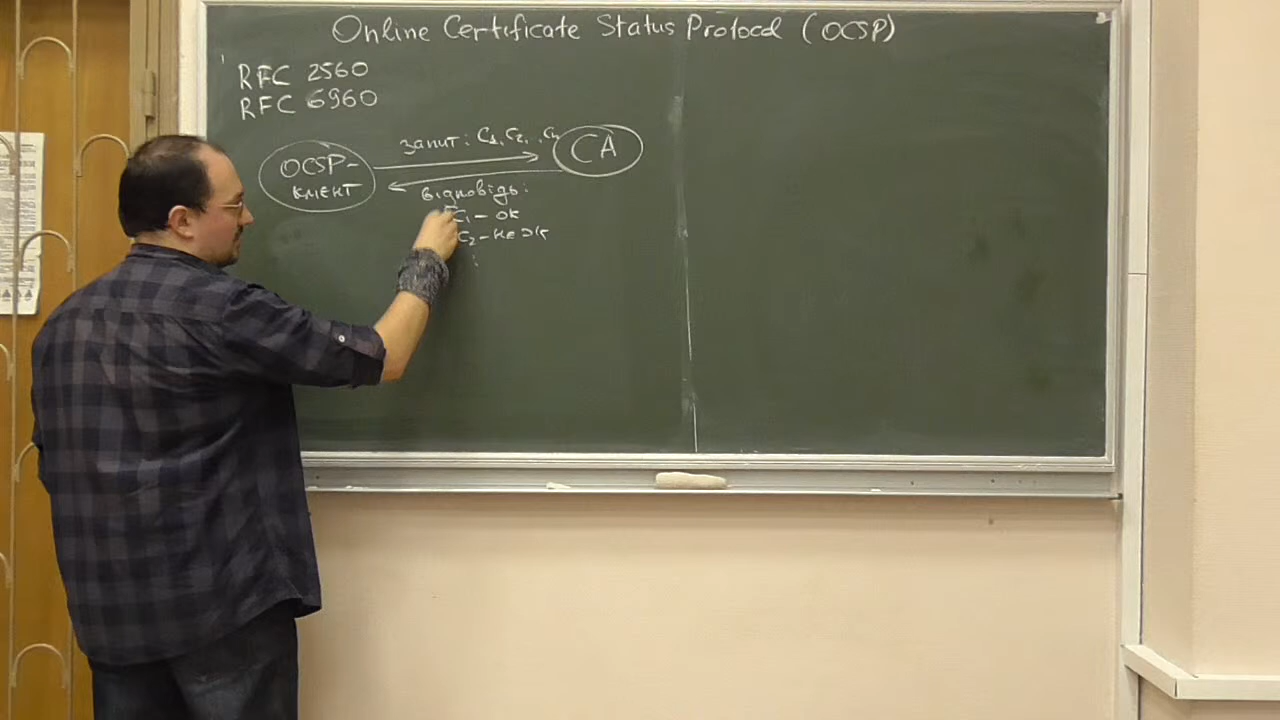 Online Certificate Status Protocol (OCSP)
RFC 2560
RFC 6960
запит: C1, C2, ..., Cn
OCSP-
клієнт
CA
відповідь:
C1 - ok
C2 - не ok